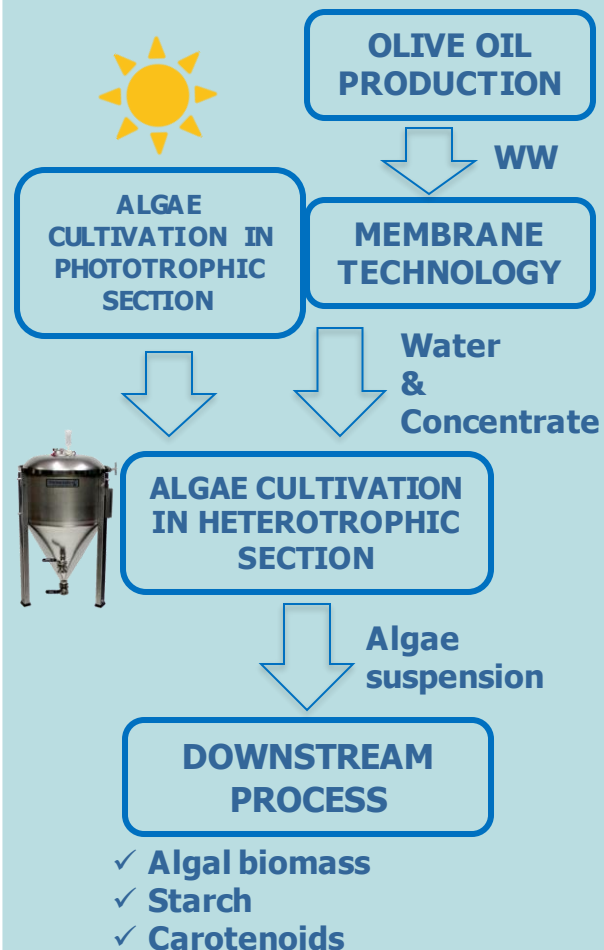 OLIVE OIL
PRODUCTION
WW
ALGAE
CULTIVATION IN
PHOTOTROPHIC
SECTION
MEMBRANE
TECHNOLOGY
Water
&
Concentrate
ALGAE CULTIVATION
IN HETEROTROPHIC
SECTION
Algae
suspension
DOWNSTREAM
PROCESS
✓ Algal biomass
✓ Starch
✓ Carotenoids